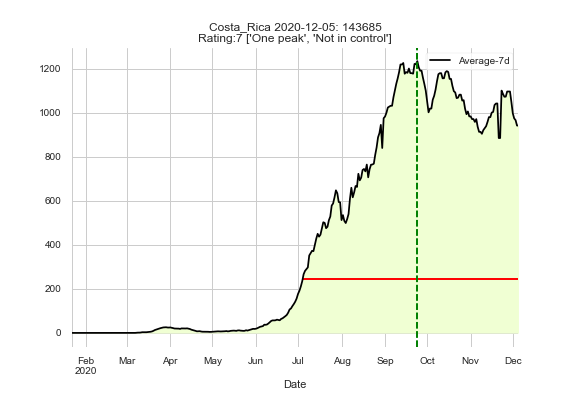 Costa_Rica 2020-12-05: 143685
Rating:7 ['One peak', 'Not in control']
Average-7d
1200
1000
800
600
400
200
0
Feb Mar Apr May Jun Jul Aug Sep Oct Nov Dec
2020
Date